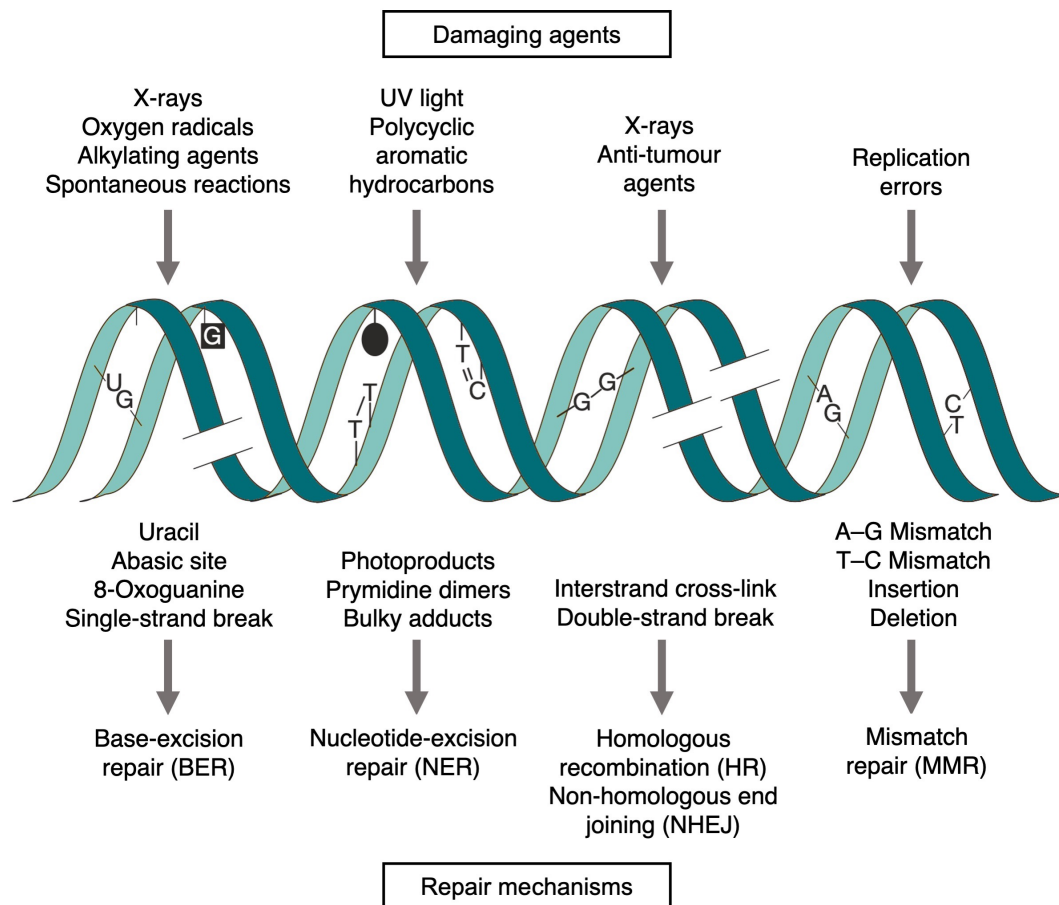 Damaging agents
X-rays
Oxygen radicals
Alkylating agents
Spontaneous reactions
UV light
Polycyclic
aromatic
hydrocarbons
X-rays
Anti-tumour
agents
Replication
errors
U
G
G
T
T
T
C
G
G
A
G
C
T
Uracil
Abasic site
8-Oxoguanine
Single-strand break
Photoproducts
Prymidine dimers
Bulky adducts
Interstrand cross-link
Double-strand break
A–G Mismatch
T–C Mismatch
Insertion
Deletion
Base-excision
repair (BER)
Nucleotide-excision
repair (NER)
Homologous
recombination (HR)
Non-homologous end
joining (NHEJ)
Mismatch
repair (MMR)
Repair mechanisms